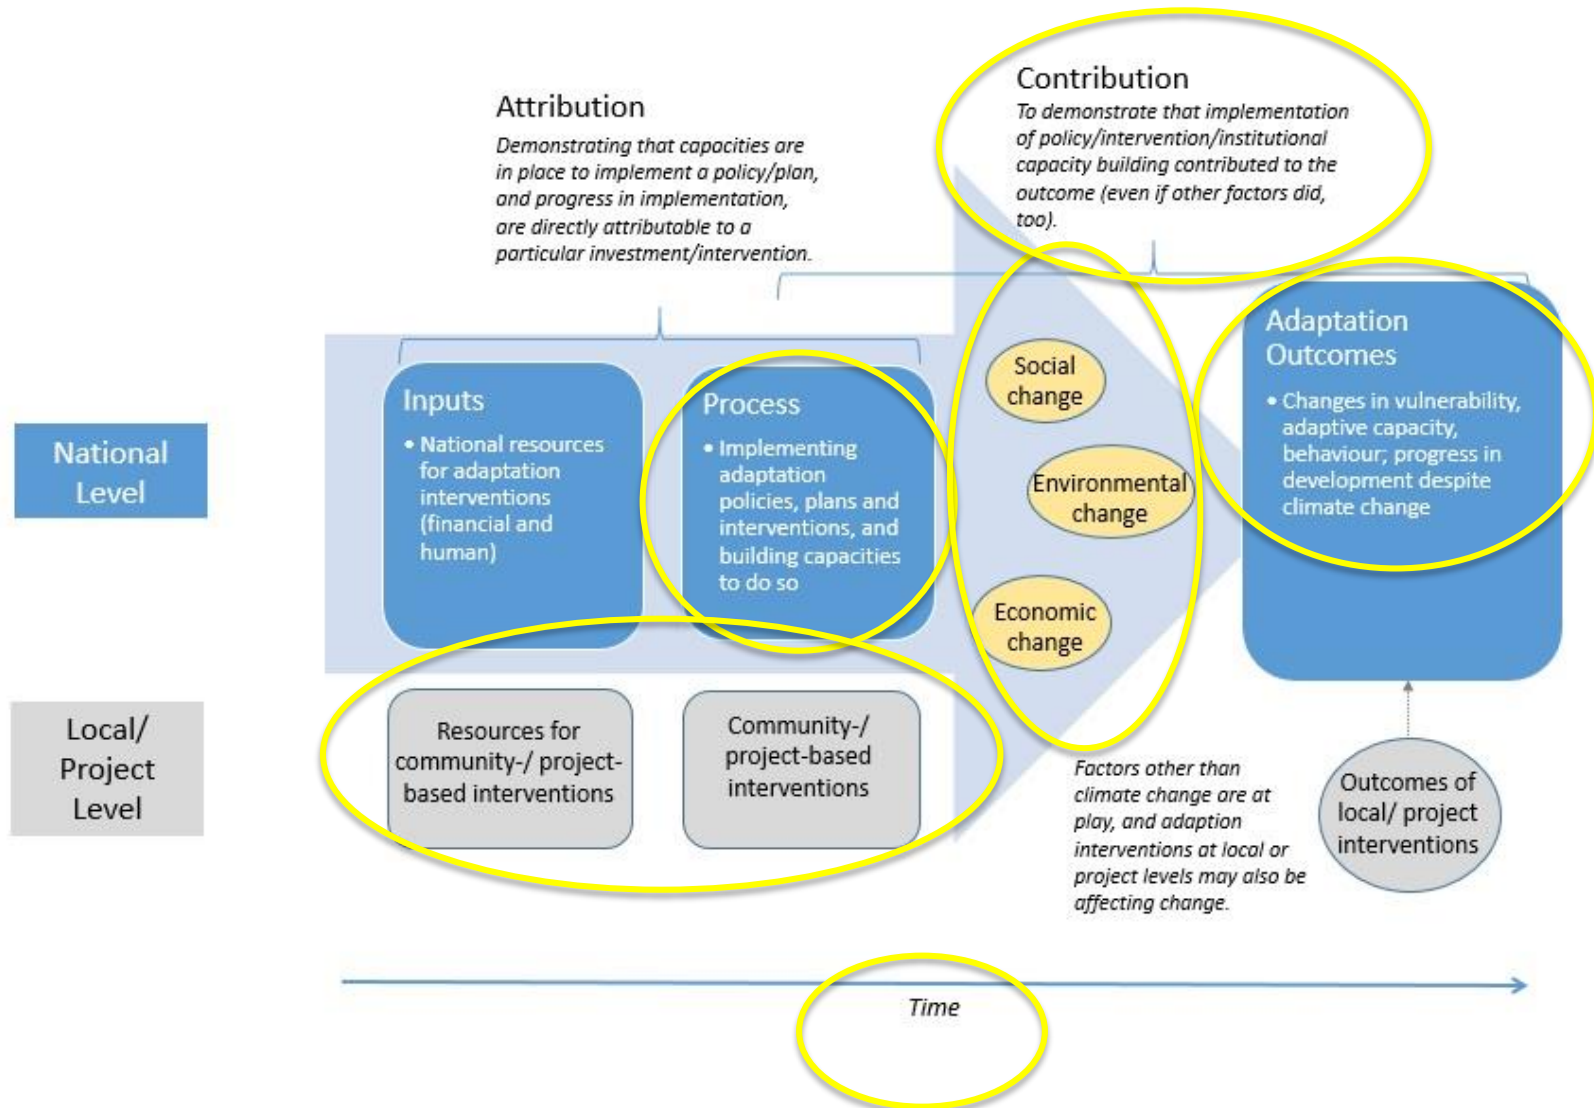 Attribution
Demonstrating that capacities are
in place to implement a policy/plan,
and progress in implementation,
are directly attributable to a
particular investment/intervention.
Contribution
To demonstrate that implementation
of policy/intervention/institutional
capacity building contributed to the
outcome (even if other factors did,
too).
National
Level
Inputs
• National resources
for adaptation
interventions
(financial and
human)
Process
• Implementing
adaptation
policies, plans and
interventions, and
building capacities
to do so
Social
change
Environmental
change
Economic
change
Adaptation
Outcomes
• Changes in vulnerability,
adaptive capacity,
behaviour; progress in
development despite
climate change
Local/
Project
Level
Resources for
community-/ project-
based interventions
Community-/
project-based
interventions
Factors other than
climate change are at
play, and adaption
interventions at local or
project levels may also be
affecting change.
Outcomes of
local/ project
interventions
Time